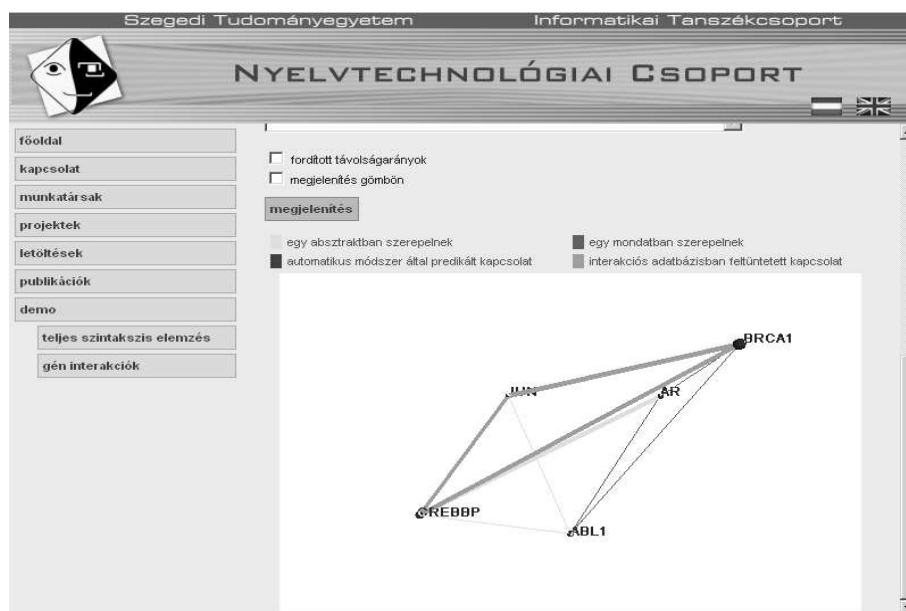 Szegedi Tudományegyetem Informatikai Tanszékcsoport
NYELVTECHNOLÓGIAI CSOPORT
főoldal
kapcsolat
munkatársak
projektek
letöltések
publikációk
demo
teljes szintakszis elemzés
gén interakciók
fordított távolságarányok
megjelenítés gömbön
megjelenítés
egy absztraktban szerepelnek
egy mondatban szerepelnek
automatikus módszer által predikált kapcsolat
interakciós adatbázisban feltüntetett kapcsolat
BRCA1
JUN
AR
CREBBP
ABL1